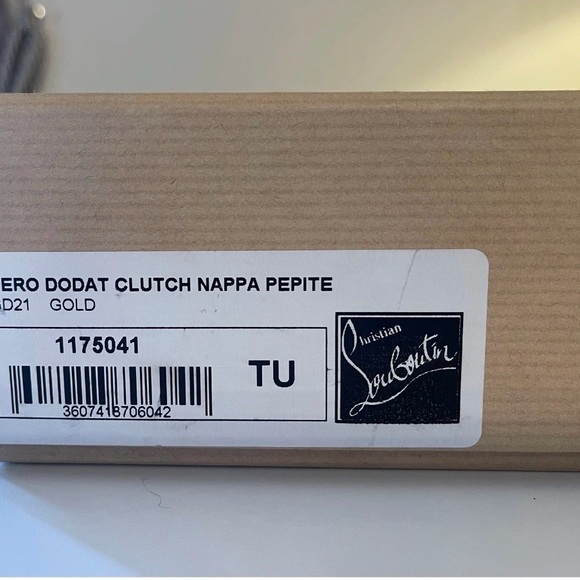 ERO DODAT CLUTCH NAPPA PEPITE
D21 GOLD
1175041
TU
3607418706042
Christian
Louboutin